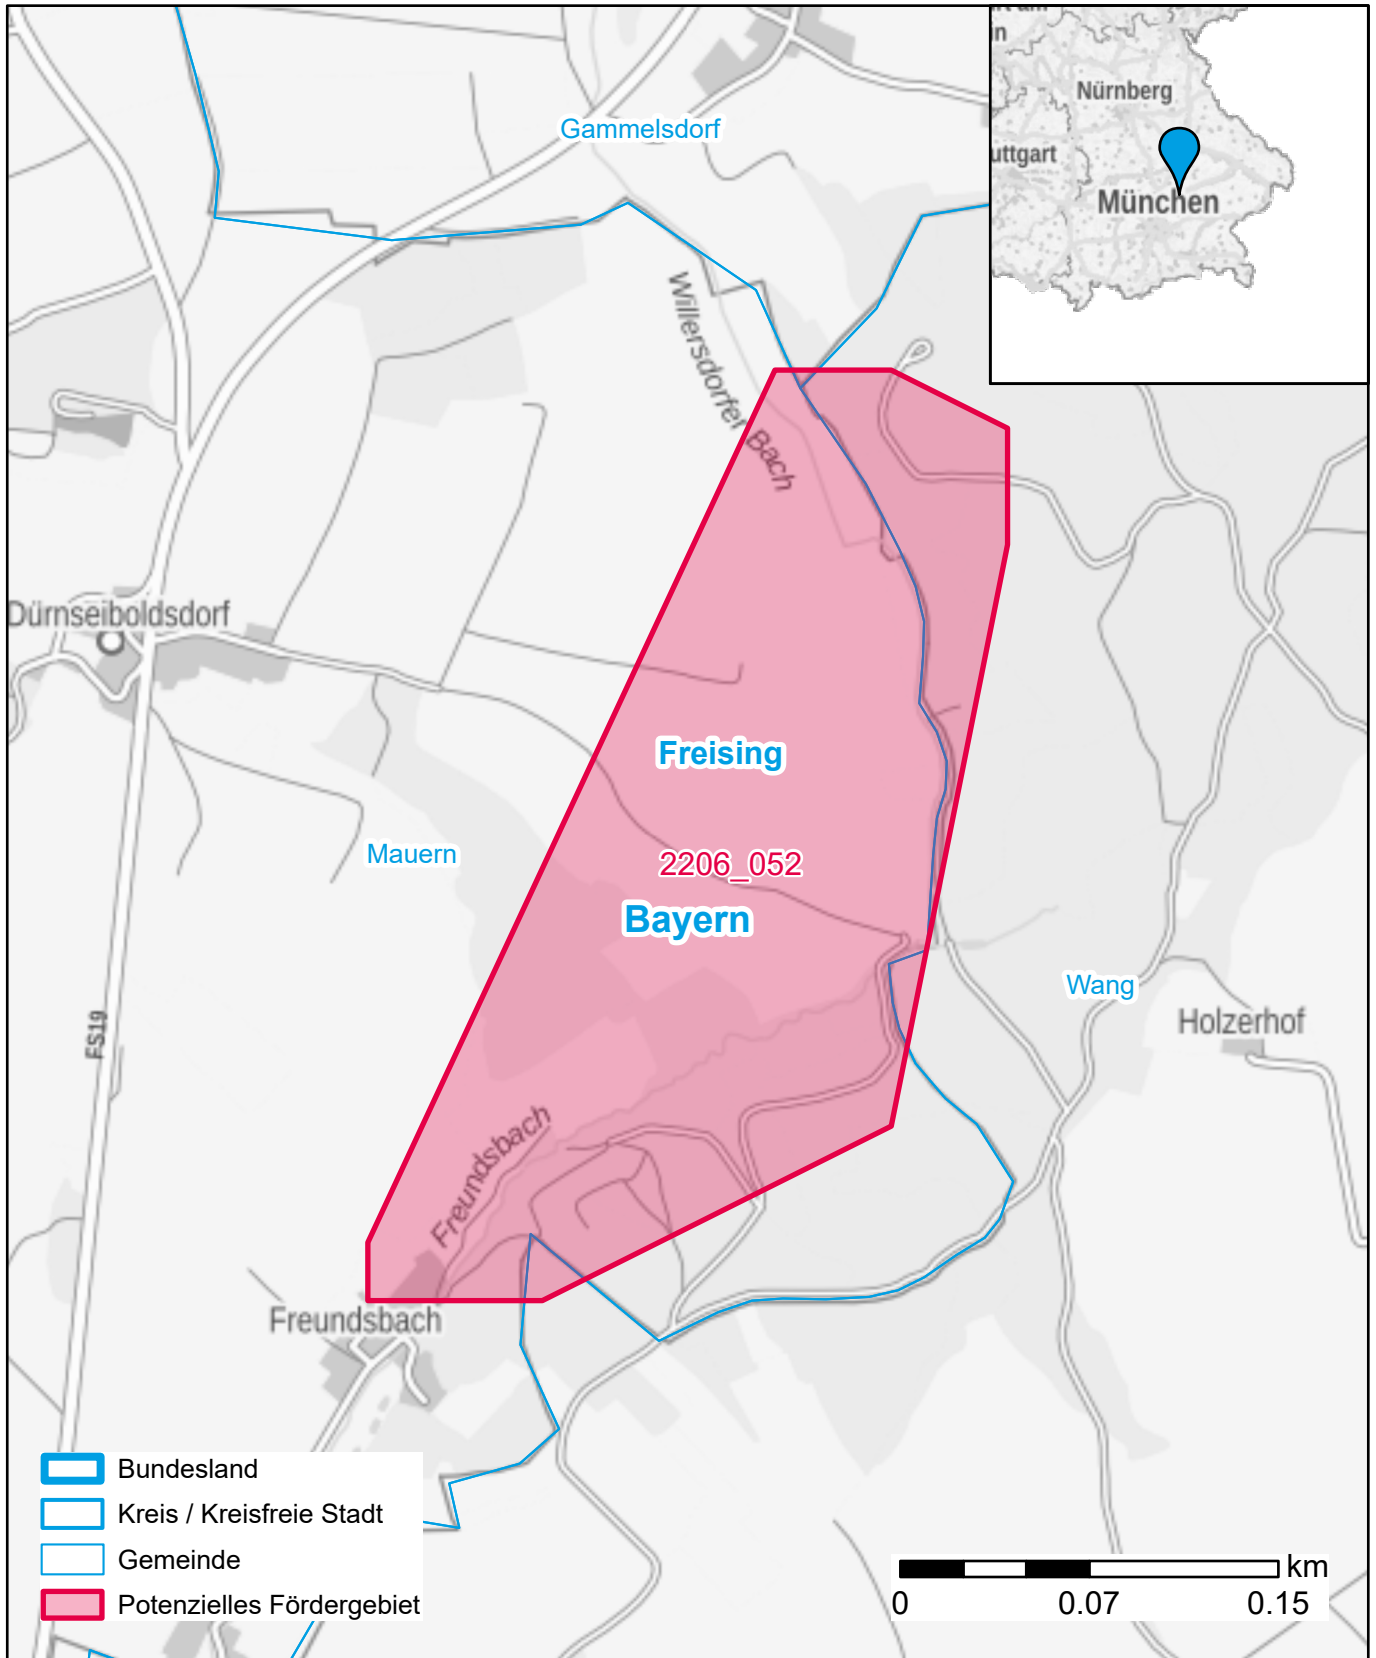 Gammelsdorf
Nürnberg
uttgart
München
Willersdorfer Bach
Dürnseiboldsdorf
Freising
Mauern
2206_052
Bayern
Wang
Holzerhof
FS19
Freundsbach
Freundsbach
Bundesland
Kreis / Kreisfreie Stadt
Gemeinde
Potenzielles Fördergebiet
km
0 0.07 0.15